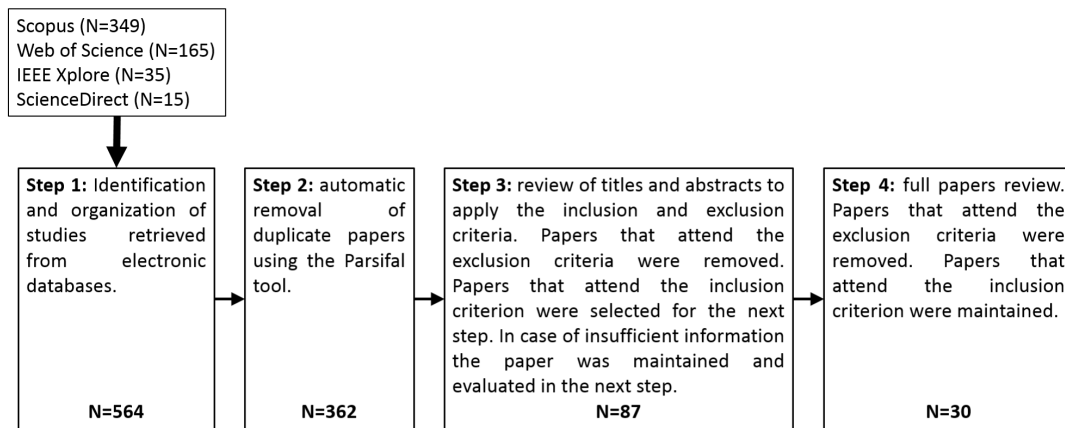 Scopus (N=349)
Web of Science (N=165)
IEEE Xplore (N=35)
ScienceDirect (N=15)
Step 1: Identification
and organization of
studies retrieved
from electronic
databases.
N=564
Step 2: automatic
removal of
duplicate papers
using the Parsifal
tool.
N=362
Step 3: review of titles and abstracts to
apply the inclusion and exclusion
criteria. Papers that attend the
exclusion criteria were removed.
Papers that attend the inclusion
criterion were selected for the next
step. In case of insufficient information
the paper was maintained and
evaluated in the next step.
N=87
Step 4: full papers review.
Papers that attend the
exclusion criteria were
removed. Papers that
attend the inclusion
criterion were maintained.
N=30